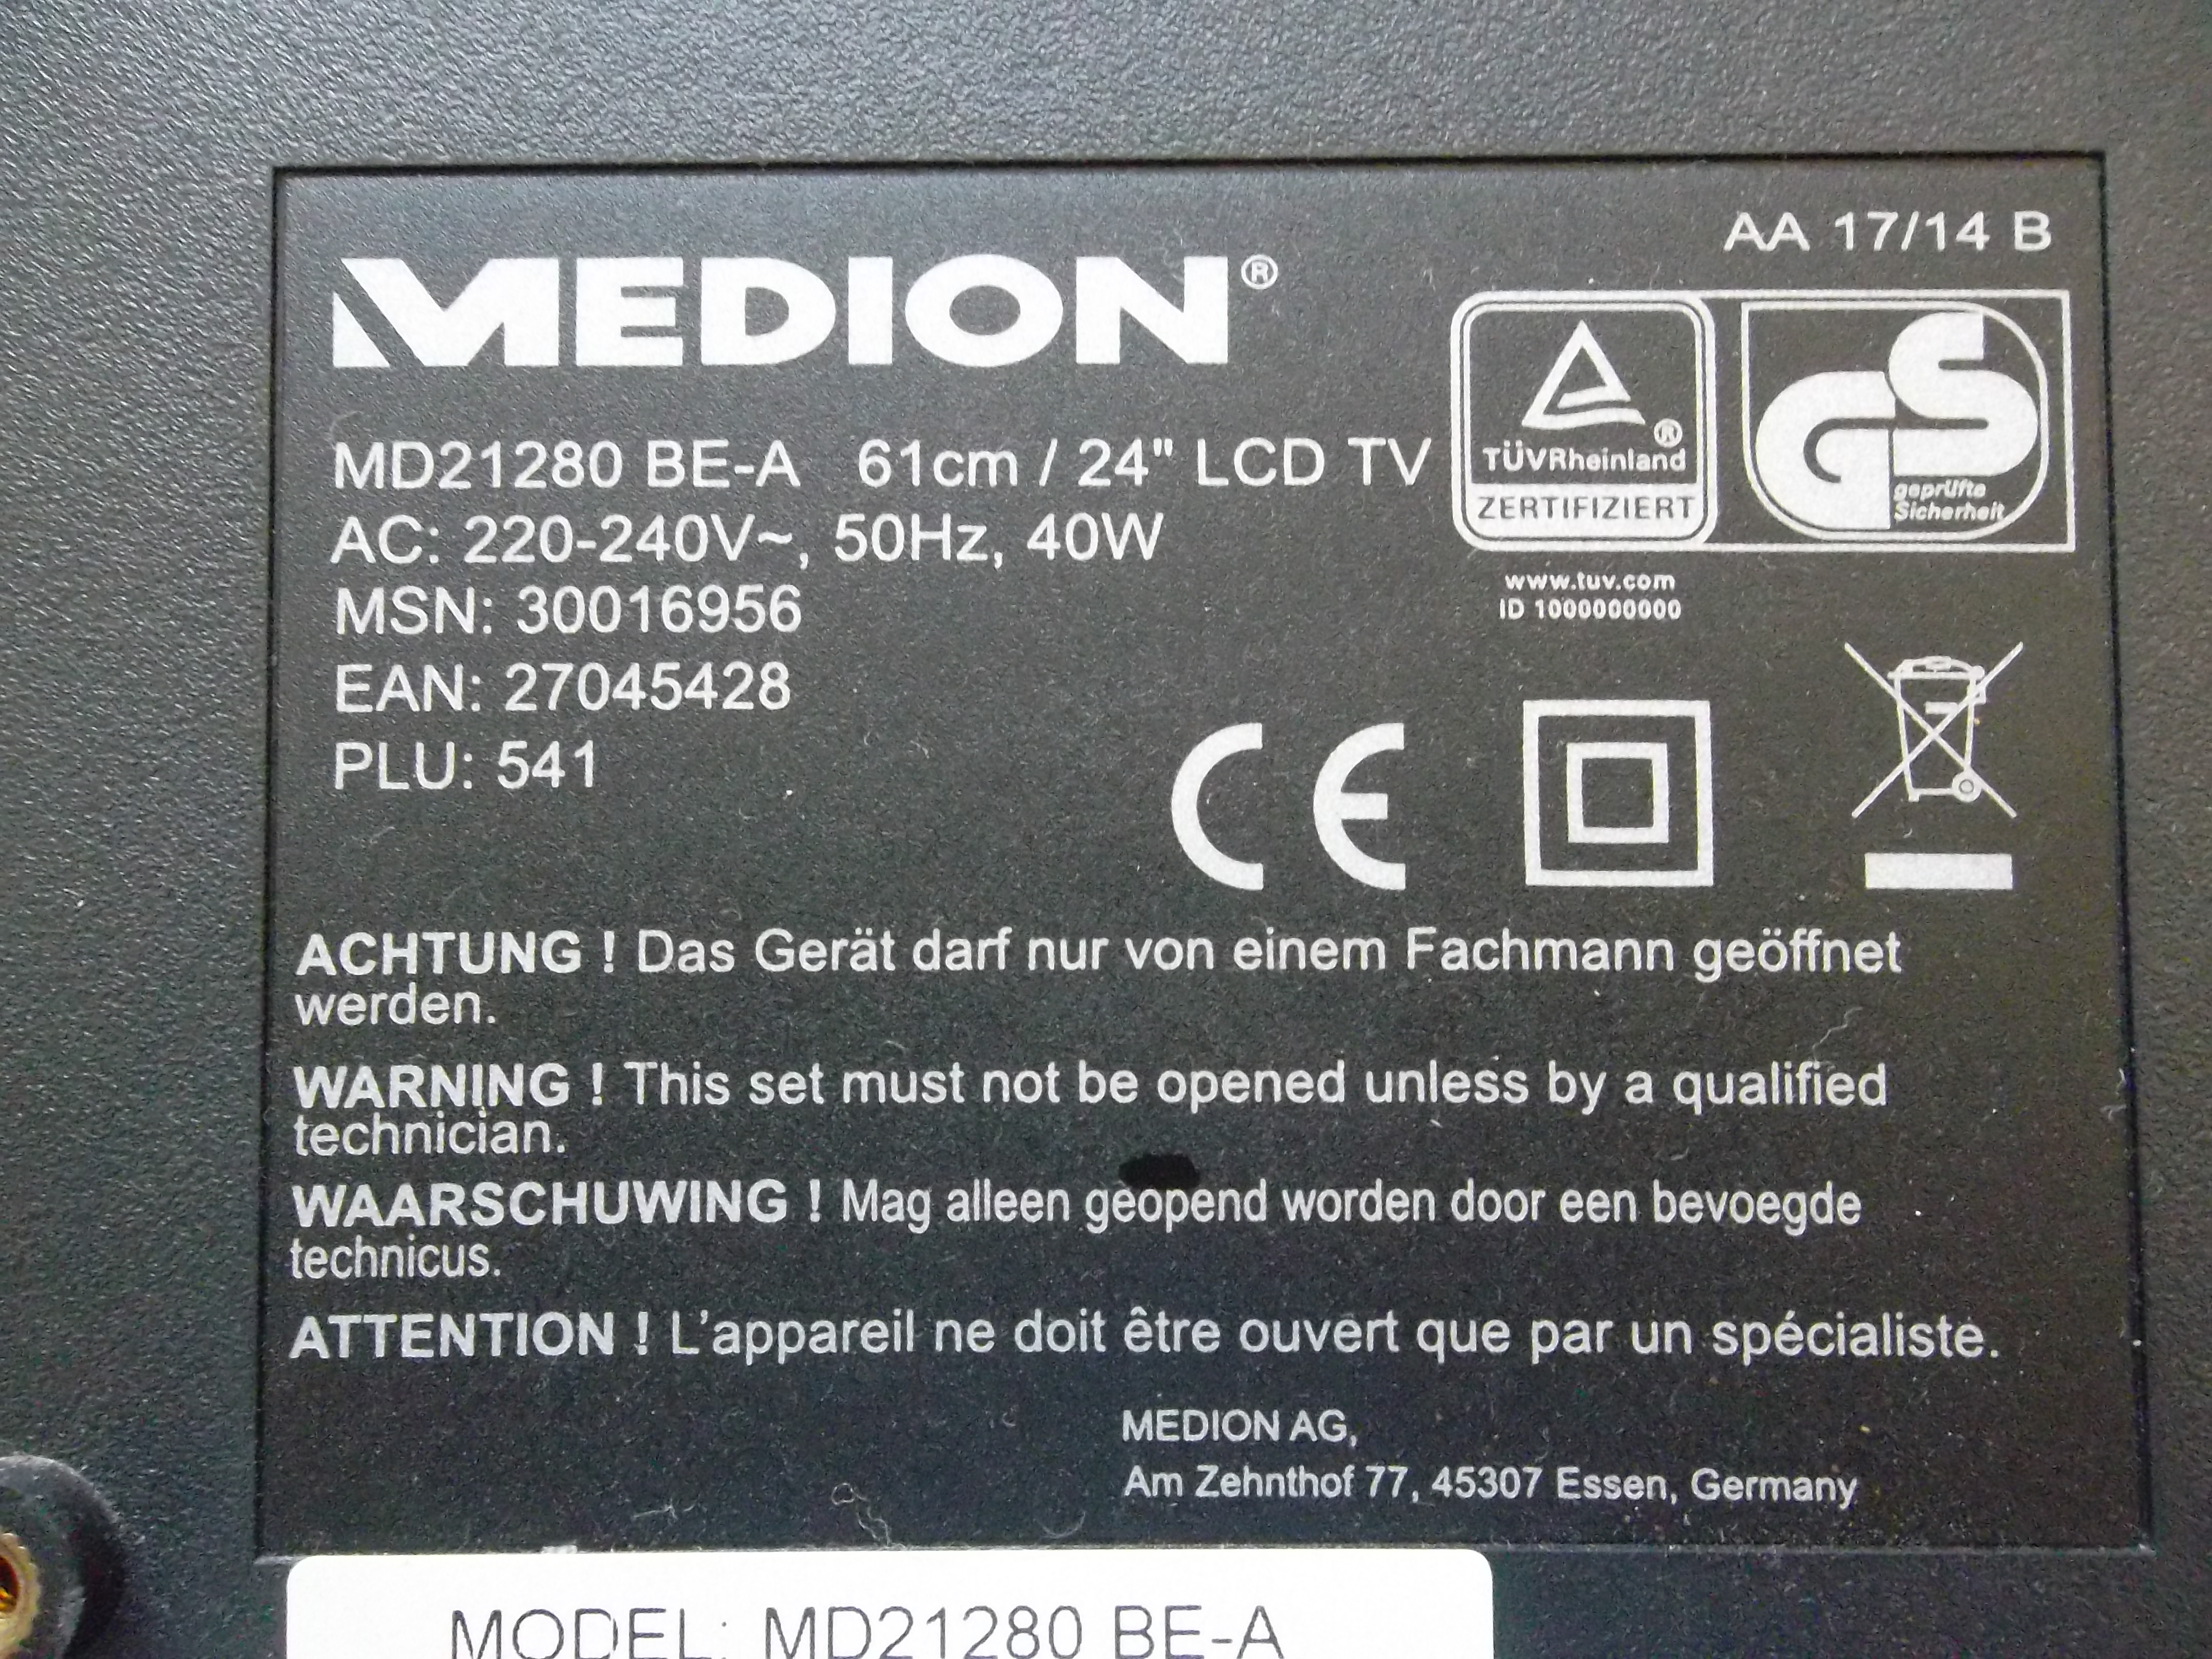 AA 17/14 B
MEDION®
TÜVRheinland®
ZERTIFIZIERT
GS
geprüfte
Sicherheit
MD21280 BE-A 61cm / 24" LCD TV
AC: 220-240V~, 50Hz, 40W
MSN: 30016956
EAN: 27045428
PLU: 541
www.tuv.com
ID 1000000000
CE
ACHTUNG ! Das Gerät darf nur von einem Fachmann geöffnet
werden.
WARNING ! This set must not be opened unless by a qualified
technician.
WAARSCHUWING ! Mag alleen geopend worden door een bevoegde
technicus.
ATTENTION ! L'appareil ne doit être ouvert que par un spécialiste.
MEDION AG,
Am Zehnthof 77, 45307 Essen, Germany
MODEL: MD21280 BE-A